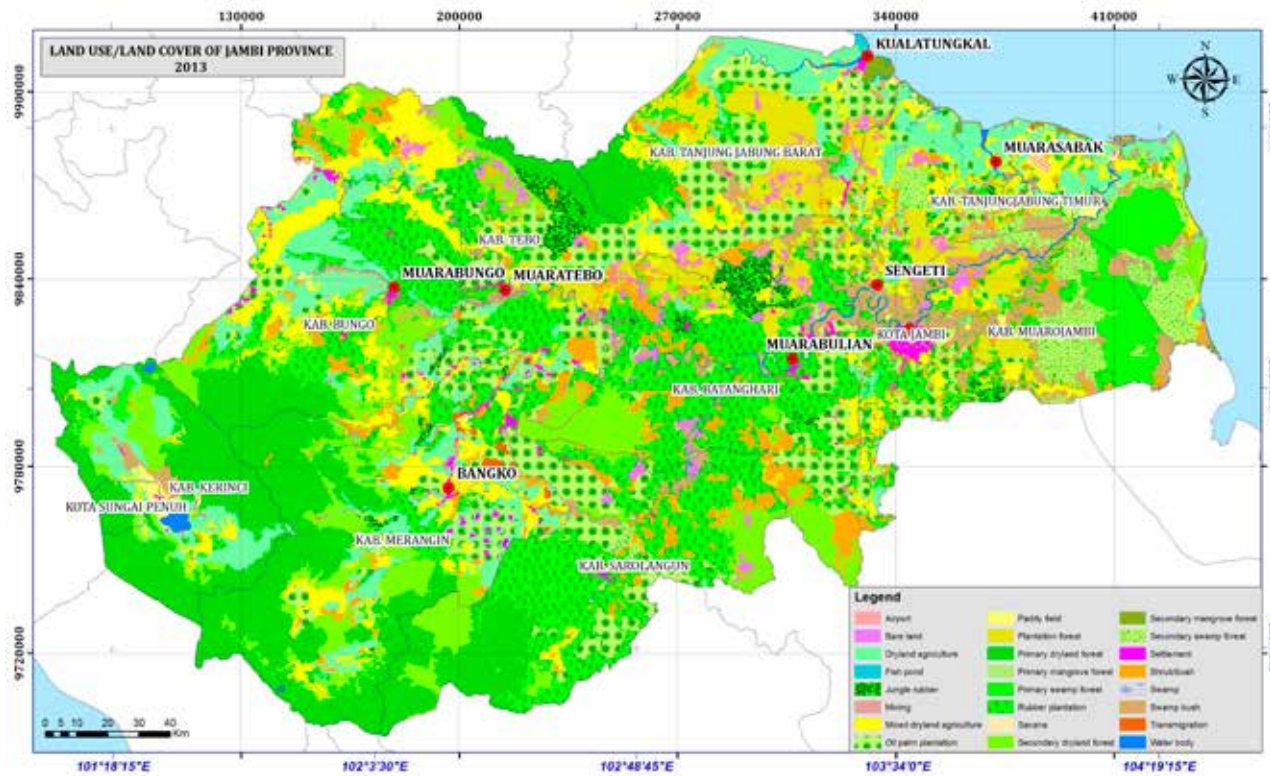 130000 200000 270000 340000 410000
LAND USE/LAND COVER OF JAMBI PROVINCE
2013
KUALATUNGKAL
N
W E
S
9900000
MUARASABAK
KAB. TANJUNG JABUNG BARAT
KAB. TANJUNGJABUNG TIMUR
KAB. TEBO
MUARABUNGO
MUARATEBO
SENGETI
9840000
KAB. BUNGO
KOTA JAMBI
KAB. MUAROJAMBI
MUARABULIAN
KAB. BATANGHARI
9780000
BANGKO
KAB. KERINCI
KOTA SUNGAI PENUH
KAB. MERANGIN
KAB. SAROLANGUN
9720000
Legend
Airport
Bare land
Dryland agriculture
Fish pond
Jungle rubber
Mining
Mixed dryland agriculture
Oil palm plantation
Paddy field
Plantation forest
Primary dryland forest
Primary mangrove forest
Primary swamp forest
Rubber plantation
Savana
Secondary dryland forest
Secondary mangrove forest
Secondary swamp forest
Settlement
Shrub/bush
Swamp
Swamp bush
Transmigration
Water body
0 5 10 20 30 40
Km
101°18'15"E 102°3'30"E 102°48'45"E 103°34'0"E 104°19'15"E